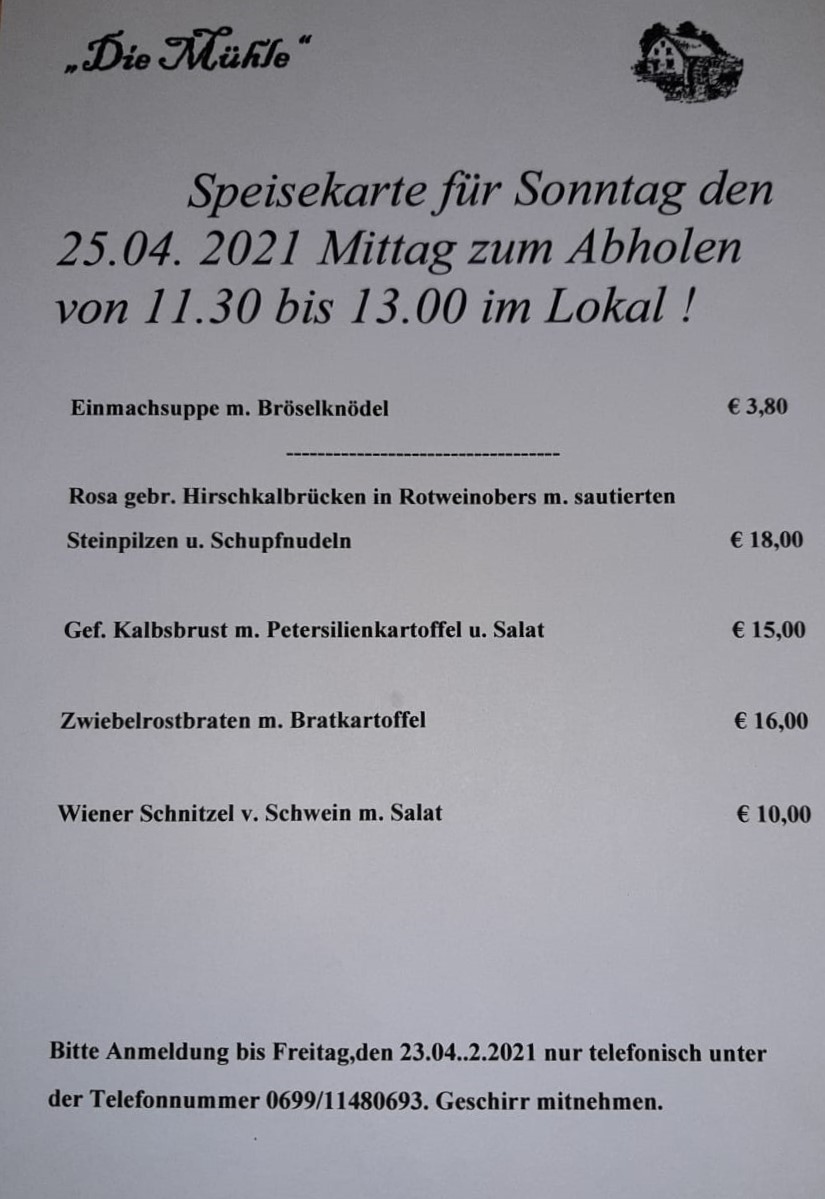 „Die Mühle“
Speisekarte für Sonntag den
25.04. 2021 Mittag zum Abholen
von 11.30 bis 13.00 im Lokal !
Einmachsuppe m. Bröselknödel € 3,80
-----------------------------------
Rosa gebr. Hirschkalbrücken in Rotweinobers m. sautierten
Steinpilzen u. Schupfnudeln € 18,00
Gef. Kalbsbrust m. Petersilienkartoffel u. Salat € 15,00
Zwiebelrostbraten m. Bratkartoffel € 16,00
Wiener Schnitzel v. Schwein m. Salat € 10,00
Bitte Anmeldung bis Freitag,den 23.04..2.2021 nur telefonisch unter
der Telefonnummer 0699/11480693. Geschirr mitnehmen.